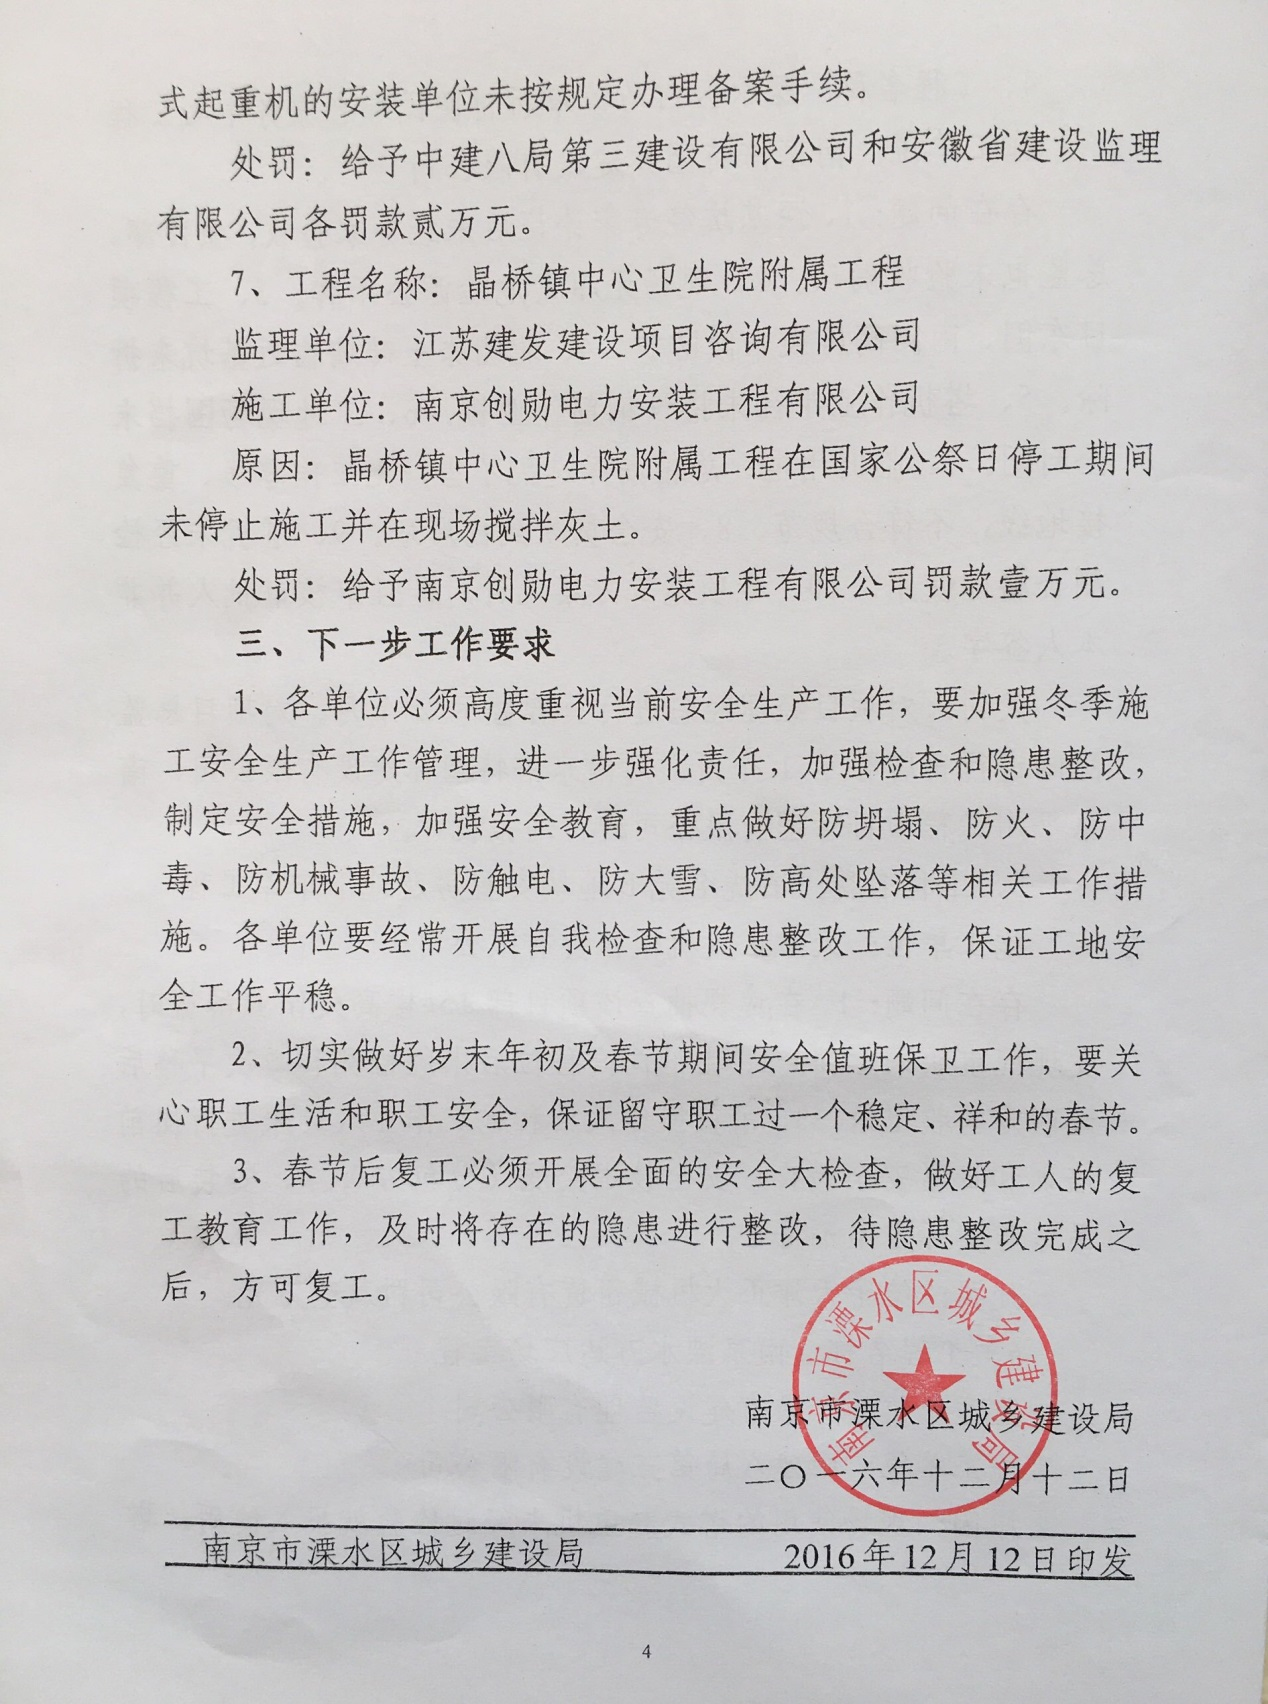 式起重机的安装单位未按规定办理备案手续。
处罚：给予中建八局第三建设有限公司和安徽省建设监理
有限公司各罚款贰万元。
7、工程名称：晶桥镇中心卫生院附属工程
监理单位：江苏建发建设项目咨询有限公司
施工单位：南京创勋电力安装工程有限公司
原因：晶桥镇中心卫生院附属工程在国家公祭日停工期间
未停止施工并在现场搅拌灰土。
处罚：给予南京创勋电力安装工程有限公司罚款壹万元。
三、下一步工作要求
1、各单位必须高度重视当前安全生产工作，要加强冬季施
工安全生产工作管理，进一步强化责任，加强检查和隐患整改，
制定安全措施，加强安全教育，重点做好防坍塌、防火、防中
毒、防机械事故、防触电、防大雪、防高处坠落等相关工作措
施。各单位要经常开展自我检查和隐患整改工作，保证工地安
全工作平稳。
2、切实做好岁末年初及春节期间安全值班保卫工作，要关
心职工生活和职工安全，保证留守职工过一个稳定、祥和的春节。
3、春节后复工必须开展全面的安全大检查，做好工人的复
工教育工作，及时将存在的隐患进行整改，待隐患整改完成之
后，方可复工。
南京市溧水区城乡建设局
南京市溧水区城乡建设局
二〇一六年十二月十二日
南京市溧水区城乡建设局 2016年12月12日印发
4